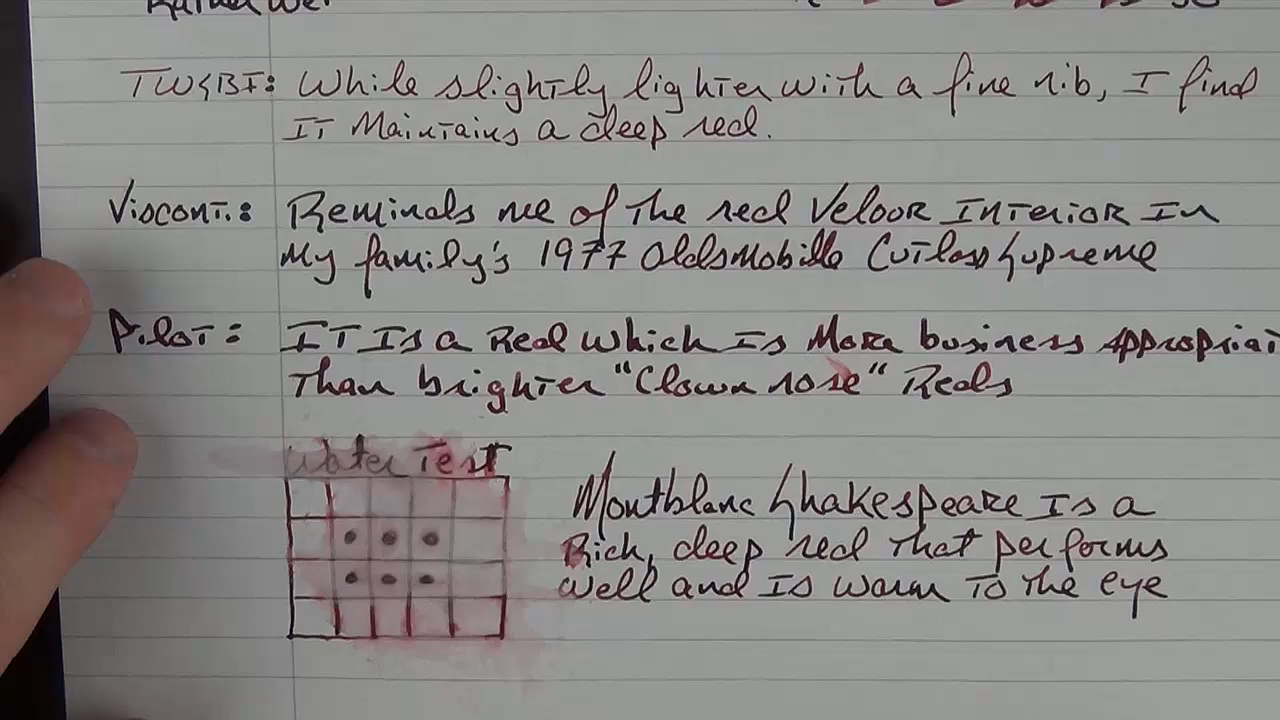 TWSBI: While slightly lighter with a fine nib, I find
IT Maintains a deep red.
Visconti: Reminds me of the red Velour Interior In
My family's 1977 Oldsmobile Cutlass Supreme
Pilot: IT Is a Red which Is More business Appropriat
Than brighter "Clown nose" Reds
Water Test
Montblanc Shakespeare Is a
Rich, deep red that performs
Well and Is warm To The eye